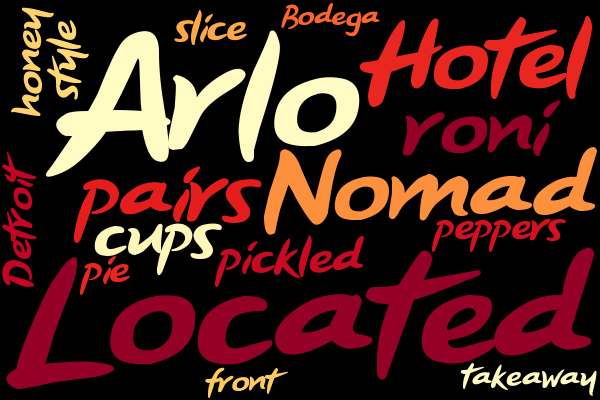 honey
style
slice
Bodega
Arlo
Hotel
roni
Detroit
pairs
Nomad
cups
peppers
pie
pickled
Located
front
takeaway